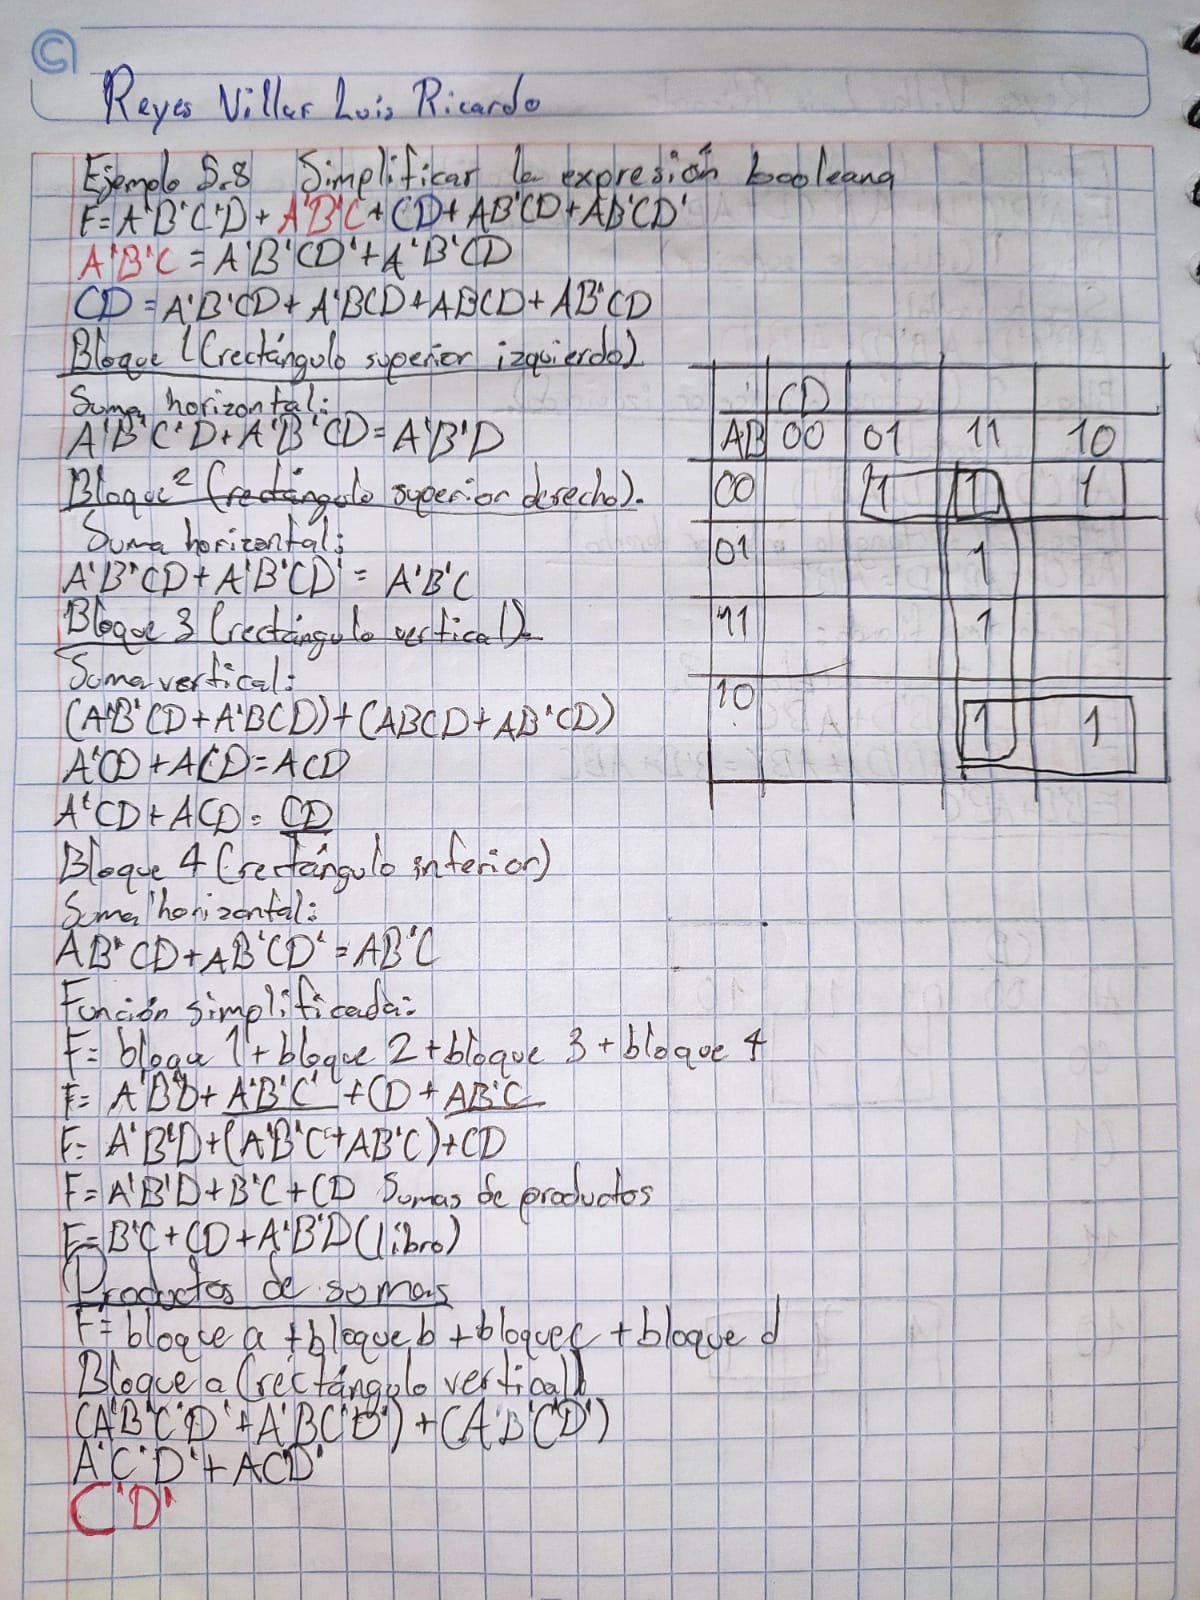 Reyes Villar Luis Ricardo
Ejemplo 5.8 Simplificar la expresión booleana
F=A'B'C'D+A'B'C+CD+AB'CD+AB'CD'
A'B'C=A'B'CD'+A'B'CD
CD=A'B'CD+A'BCD+ABCD+AB'CD
Bloque 1 (rectángulo superior izquierdo).
Suma horizontal:
A'B'C'D+A'B'CD=A'B'D
Bloque 2 (rectángulo superior derecho).
Suma horizontal:
A'B'CD+A'B'CD'=A'B'C
Bloque 3 (rectángulo vertical).
Suma vertical:
(A'B'CD+A'BCD)+(ABCD+AB'CD)
A'CD+ACD=ACD
A'CD+ACD=CD
Bloque 4 (rectángulo inferior)
Suma horizontal:
AB'CD+AB'CD'=AB'C
Función simplificada:
F= bloque 1+bloque 2+bloque 3+bloque 4
F= A'B'D+A'B'C'+CD+AB'C
F= A'B'D+(A'B'C+AB'C)+CD
F=A'B'D+B'C+CD Sumas de productos
F=B'C+CD+A'B'D(libro)
Productos de somas
F=bloque a +bloque b +bloque c +bloque d
Bloque a (rectángulo vertical)
(A'B'C'D'+A'BC'D')+(A'B'C'D')
A'C'D'+ACD'
C'D'
CD
AB 00 01 11 10
00 1 1 1
01 1
11 1
10 1 1